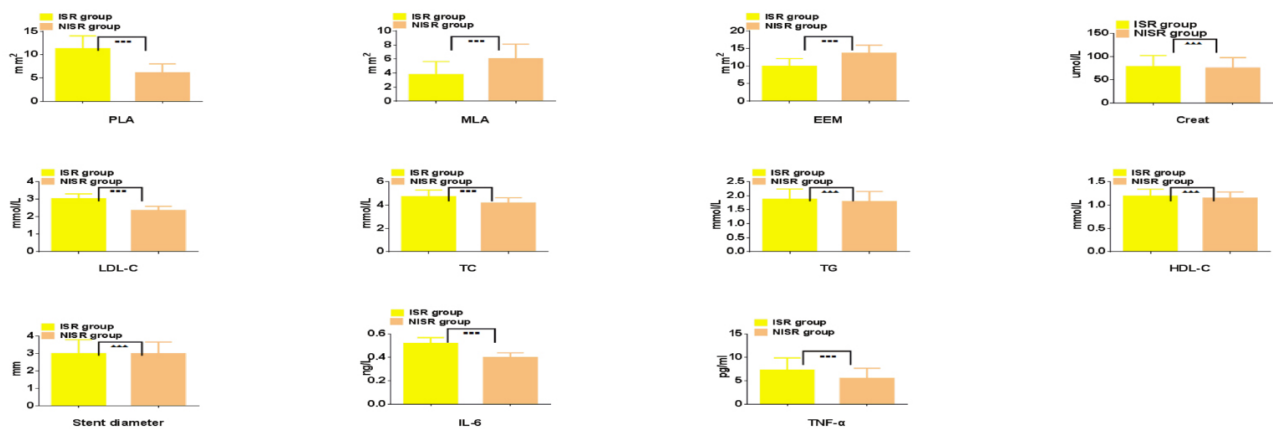 ISR group
NISR group
15
10
5
0
mm²
***
PLA
ISR group
NISR group
8
6
4
2
0
mm²
***
MLA
ISR group
NISR group
20
15
10
5
0
mm²
***
EEM
ISR group
NISR group
150
100
50
0
umol/L
Creat
ISR group
NISR group
4
3
2
1
0
mmol/L
***
LDL-C
ISR group
NISR group
6
4
2
0
mmol/L
***
TC
ISR group
NISR group
2.5
2.0
1.5
1.0
0.5
0.0
mmol/L
TG
ISR group
NISR group
1.5
1.0
0.5
0.0
mmol/L
HDL-C
ISR group
NISR group
4
3
2
1
0
mm
Stent diameter
ISR group
NISR group
0.6
0.4
0.2
0.0
ng/L
***
IL-6
ISR group
NISR group
15
10
5
0
pg/ml
***
TNF-α